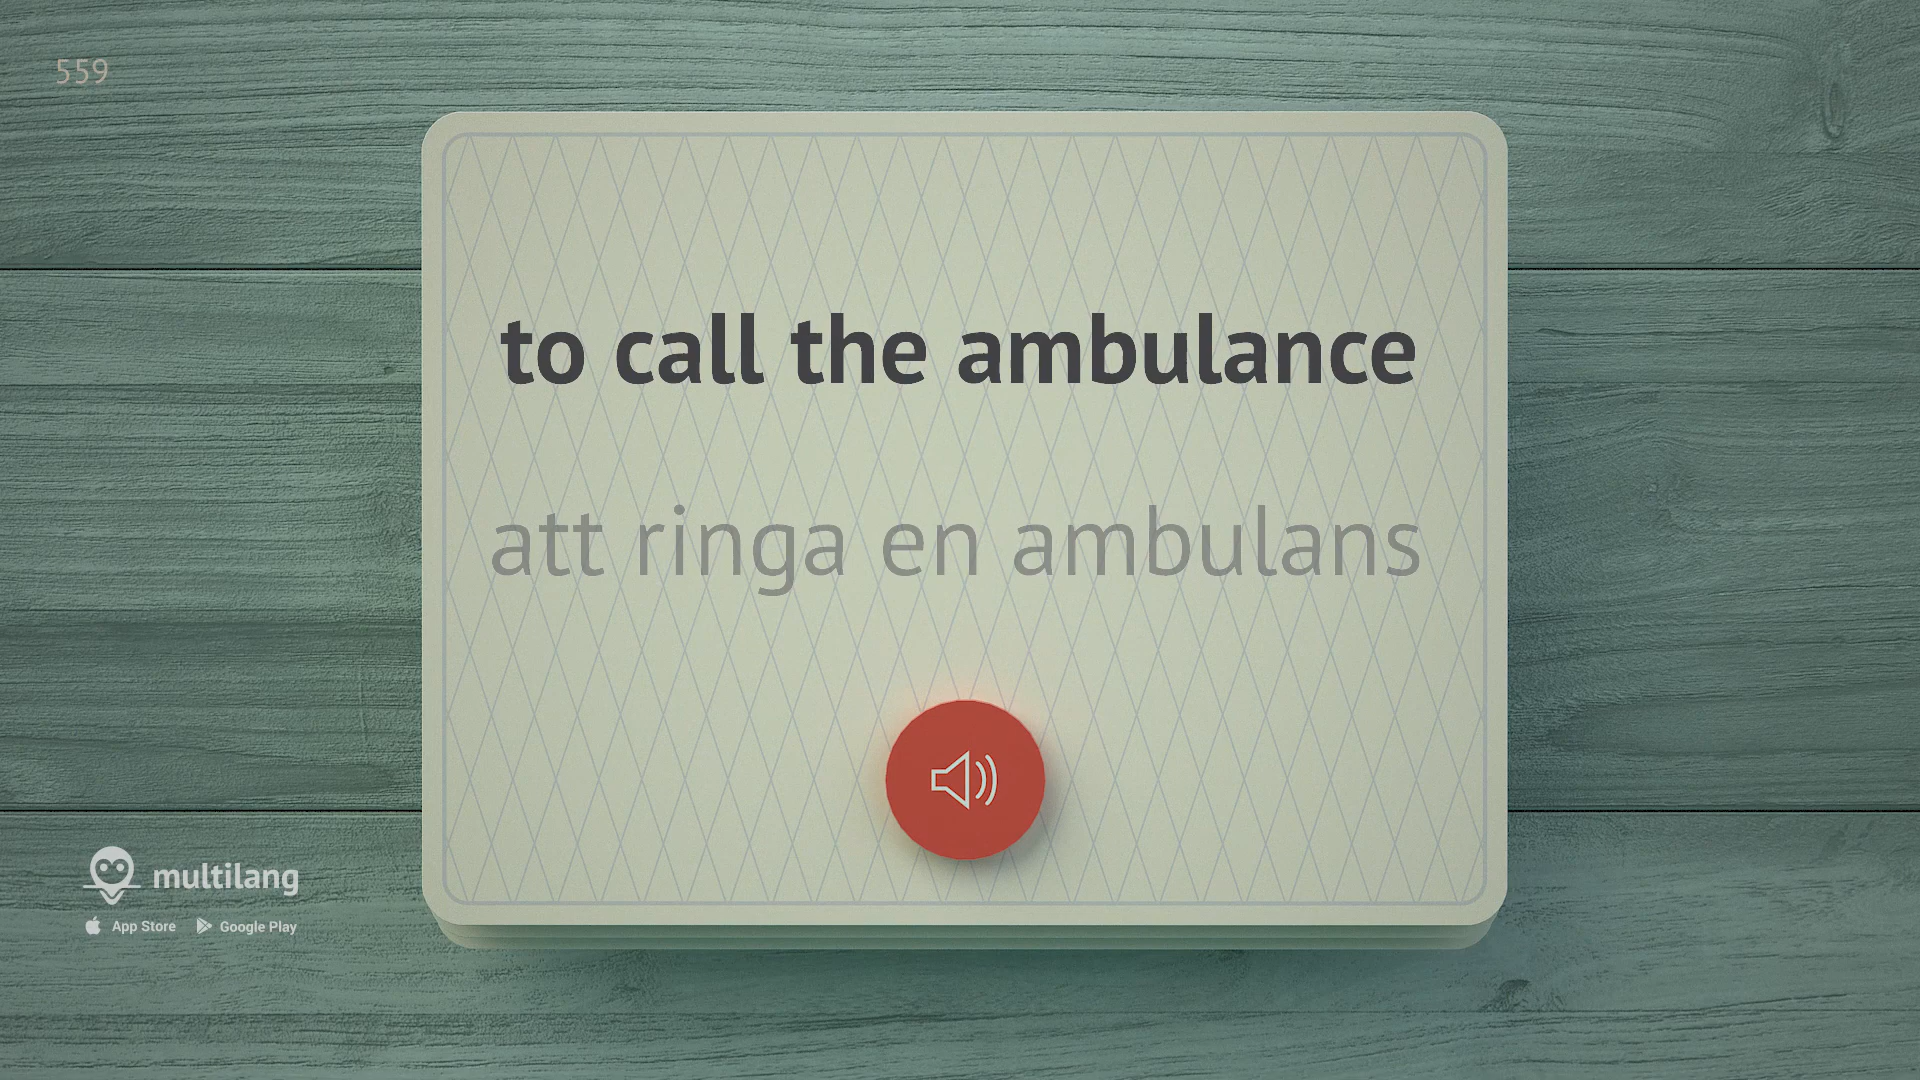 559
to call the ambulance
att ringa en ambulans
multilang
App Store
Google Play